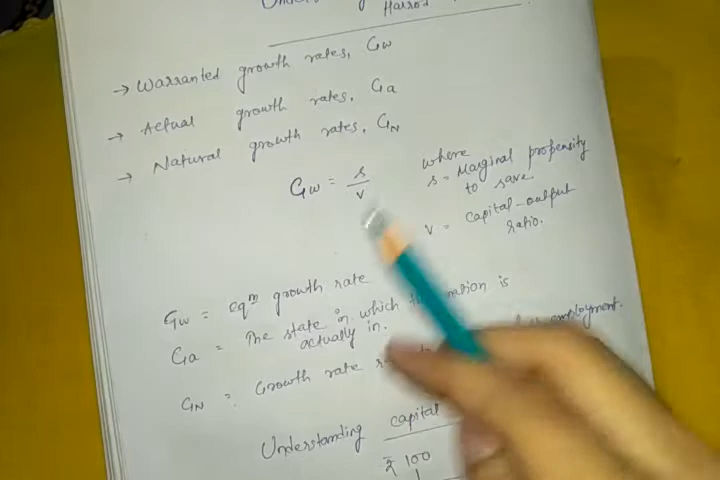 Harrod
→ Warranted growth rates, Gw
→ Actual growth rates, Ga
→ Natural growth rates, GN
Gw = s/v
where
s = Marginal propensity
to save.
v = capital-output
ratio.
Gw = eqm growth rate
Ga = The state in which the nation is
actually in.
GN = Growth rate employment.
Understanding capital
₹ 100